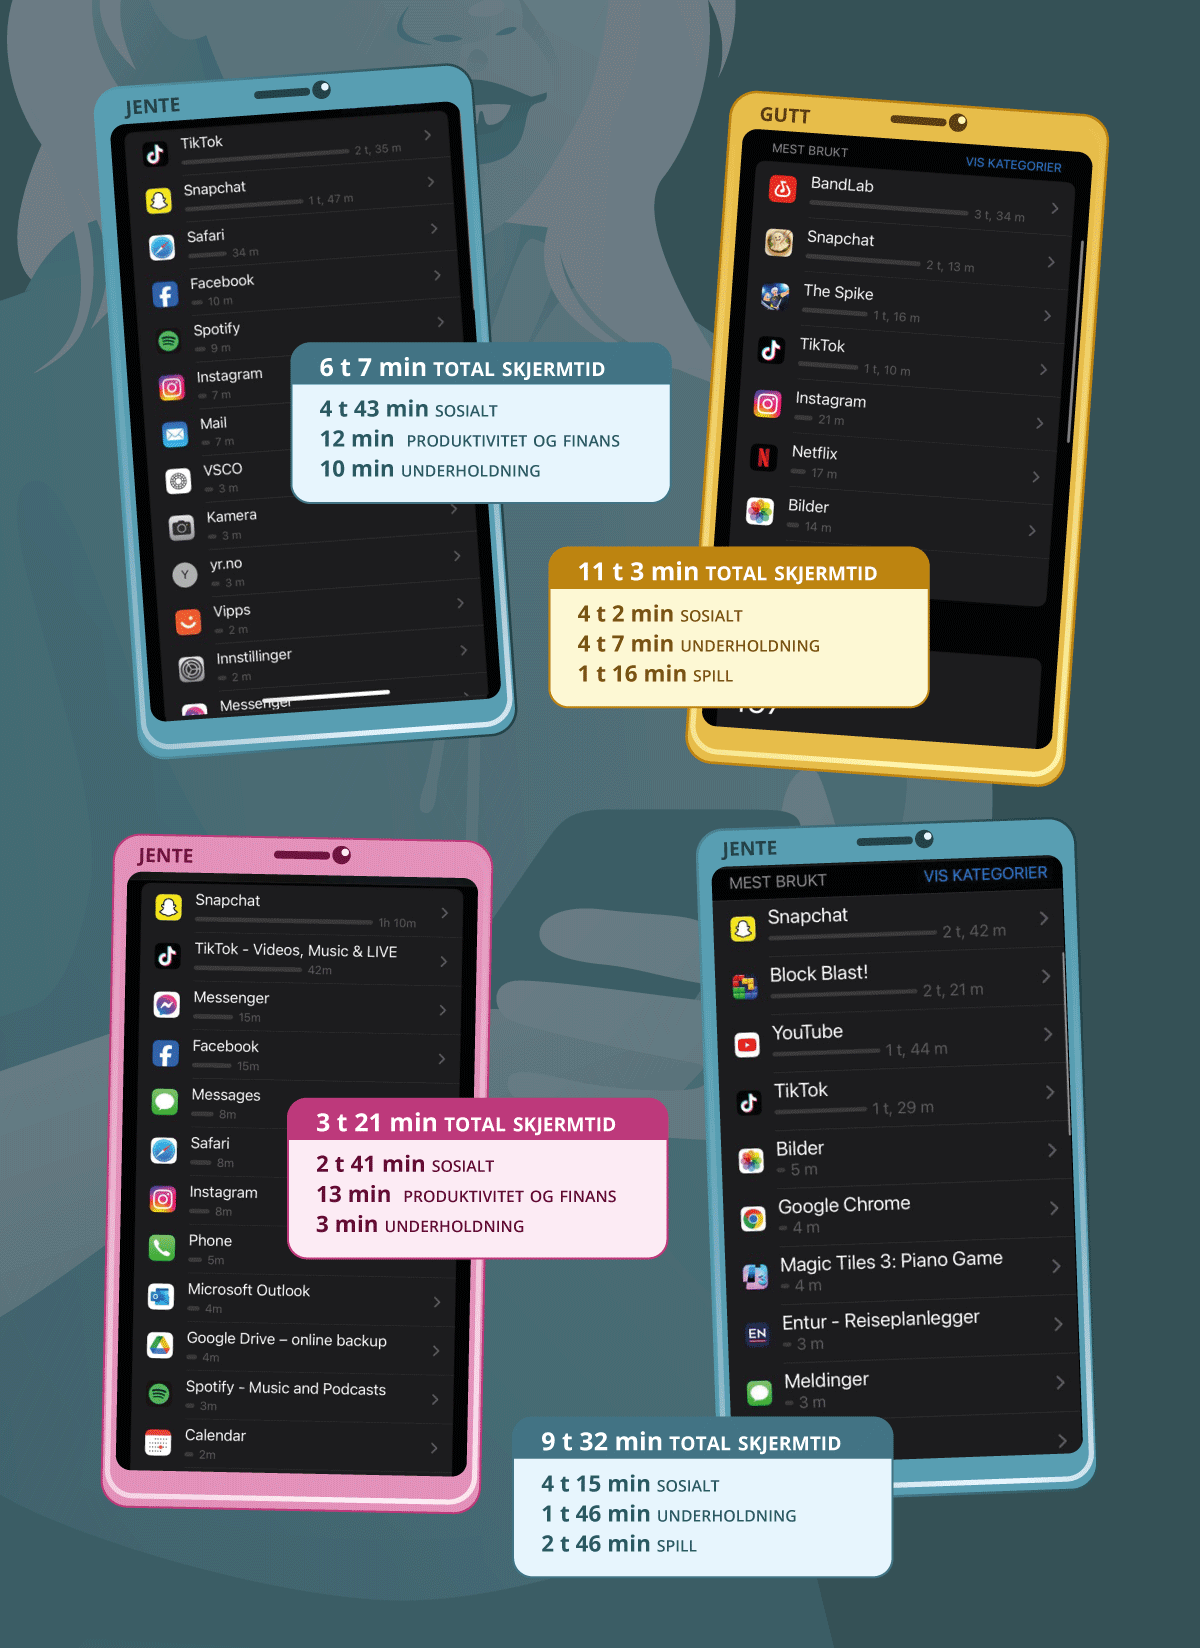 JENTE
TikTok
2 t, 35 m
Snapchat
1 t, 47 m
Safari
34 m
Facebook
10 m
Spotify
9 m
Instagram
7 m
Mail
7 m
VSCO
3 m
Kamera
3 m
Y
yr.no
3 m
Vipps
2 m
Innstillinger
2 m
Messenger
6 t 7 min TOTAL SKJERMTID
4 t 43 min SOSIALT
12 min PRODUKTIVITET OG FINANS
10 min UNDERHOLDNING
GUTT
MEST BRUKT VIS KATEGORIER
BandLab
3 t, 34 m
Snapchat
2 t, 13 m
The Spike
1 t, 16 m
TikTok
1 t, 10 m
Instagram
21 m
Netflix
17 m
Bilder
14 m
11 t 3 min TOTAL SKJERMTID
4 t 2 min SOSIALT
4 t 7 min UNDERHOLDNING
1 t 16 min SPILL
JENTE
Snapchat
1h 10m
TikTok - Videos, Music & LIVE
42m
Messenger
15m
Facebook
15m
Messages
8m
Safari
8m
Instagram
8m
Phone
5m
Microsoft Outlook
4m
Google Drive – online backup
4m
Spotify - Music and Podcasts
3m
Calendar
2m
3 t 21 min TOTAL SKJERMTID
2 t 41 min SOSIALT
13 min PRODUKTIVITET OG FINANS
3 min UNDERHOLDNING
JENTE
MEST BRUKT VIS KATEGORIER
Snapchat
2 t, 42 m
Block Blast!
2 t, 21 m
YouTube
1 t, 44 m
TikTok
1 t, 29 m
Bilder
5 m
Google Chrome
4 m
Magic Tiles 3: Piano Game
4 m
EN
Entur - Reiseplanlegger
3 m
Meldinger
3 m
9 t 32 min TOTAL SKJERMTID
4 t 15 min SOSIALT
1 t 46 min UNDERHOLDNING
2 t 46 min SPILL